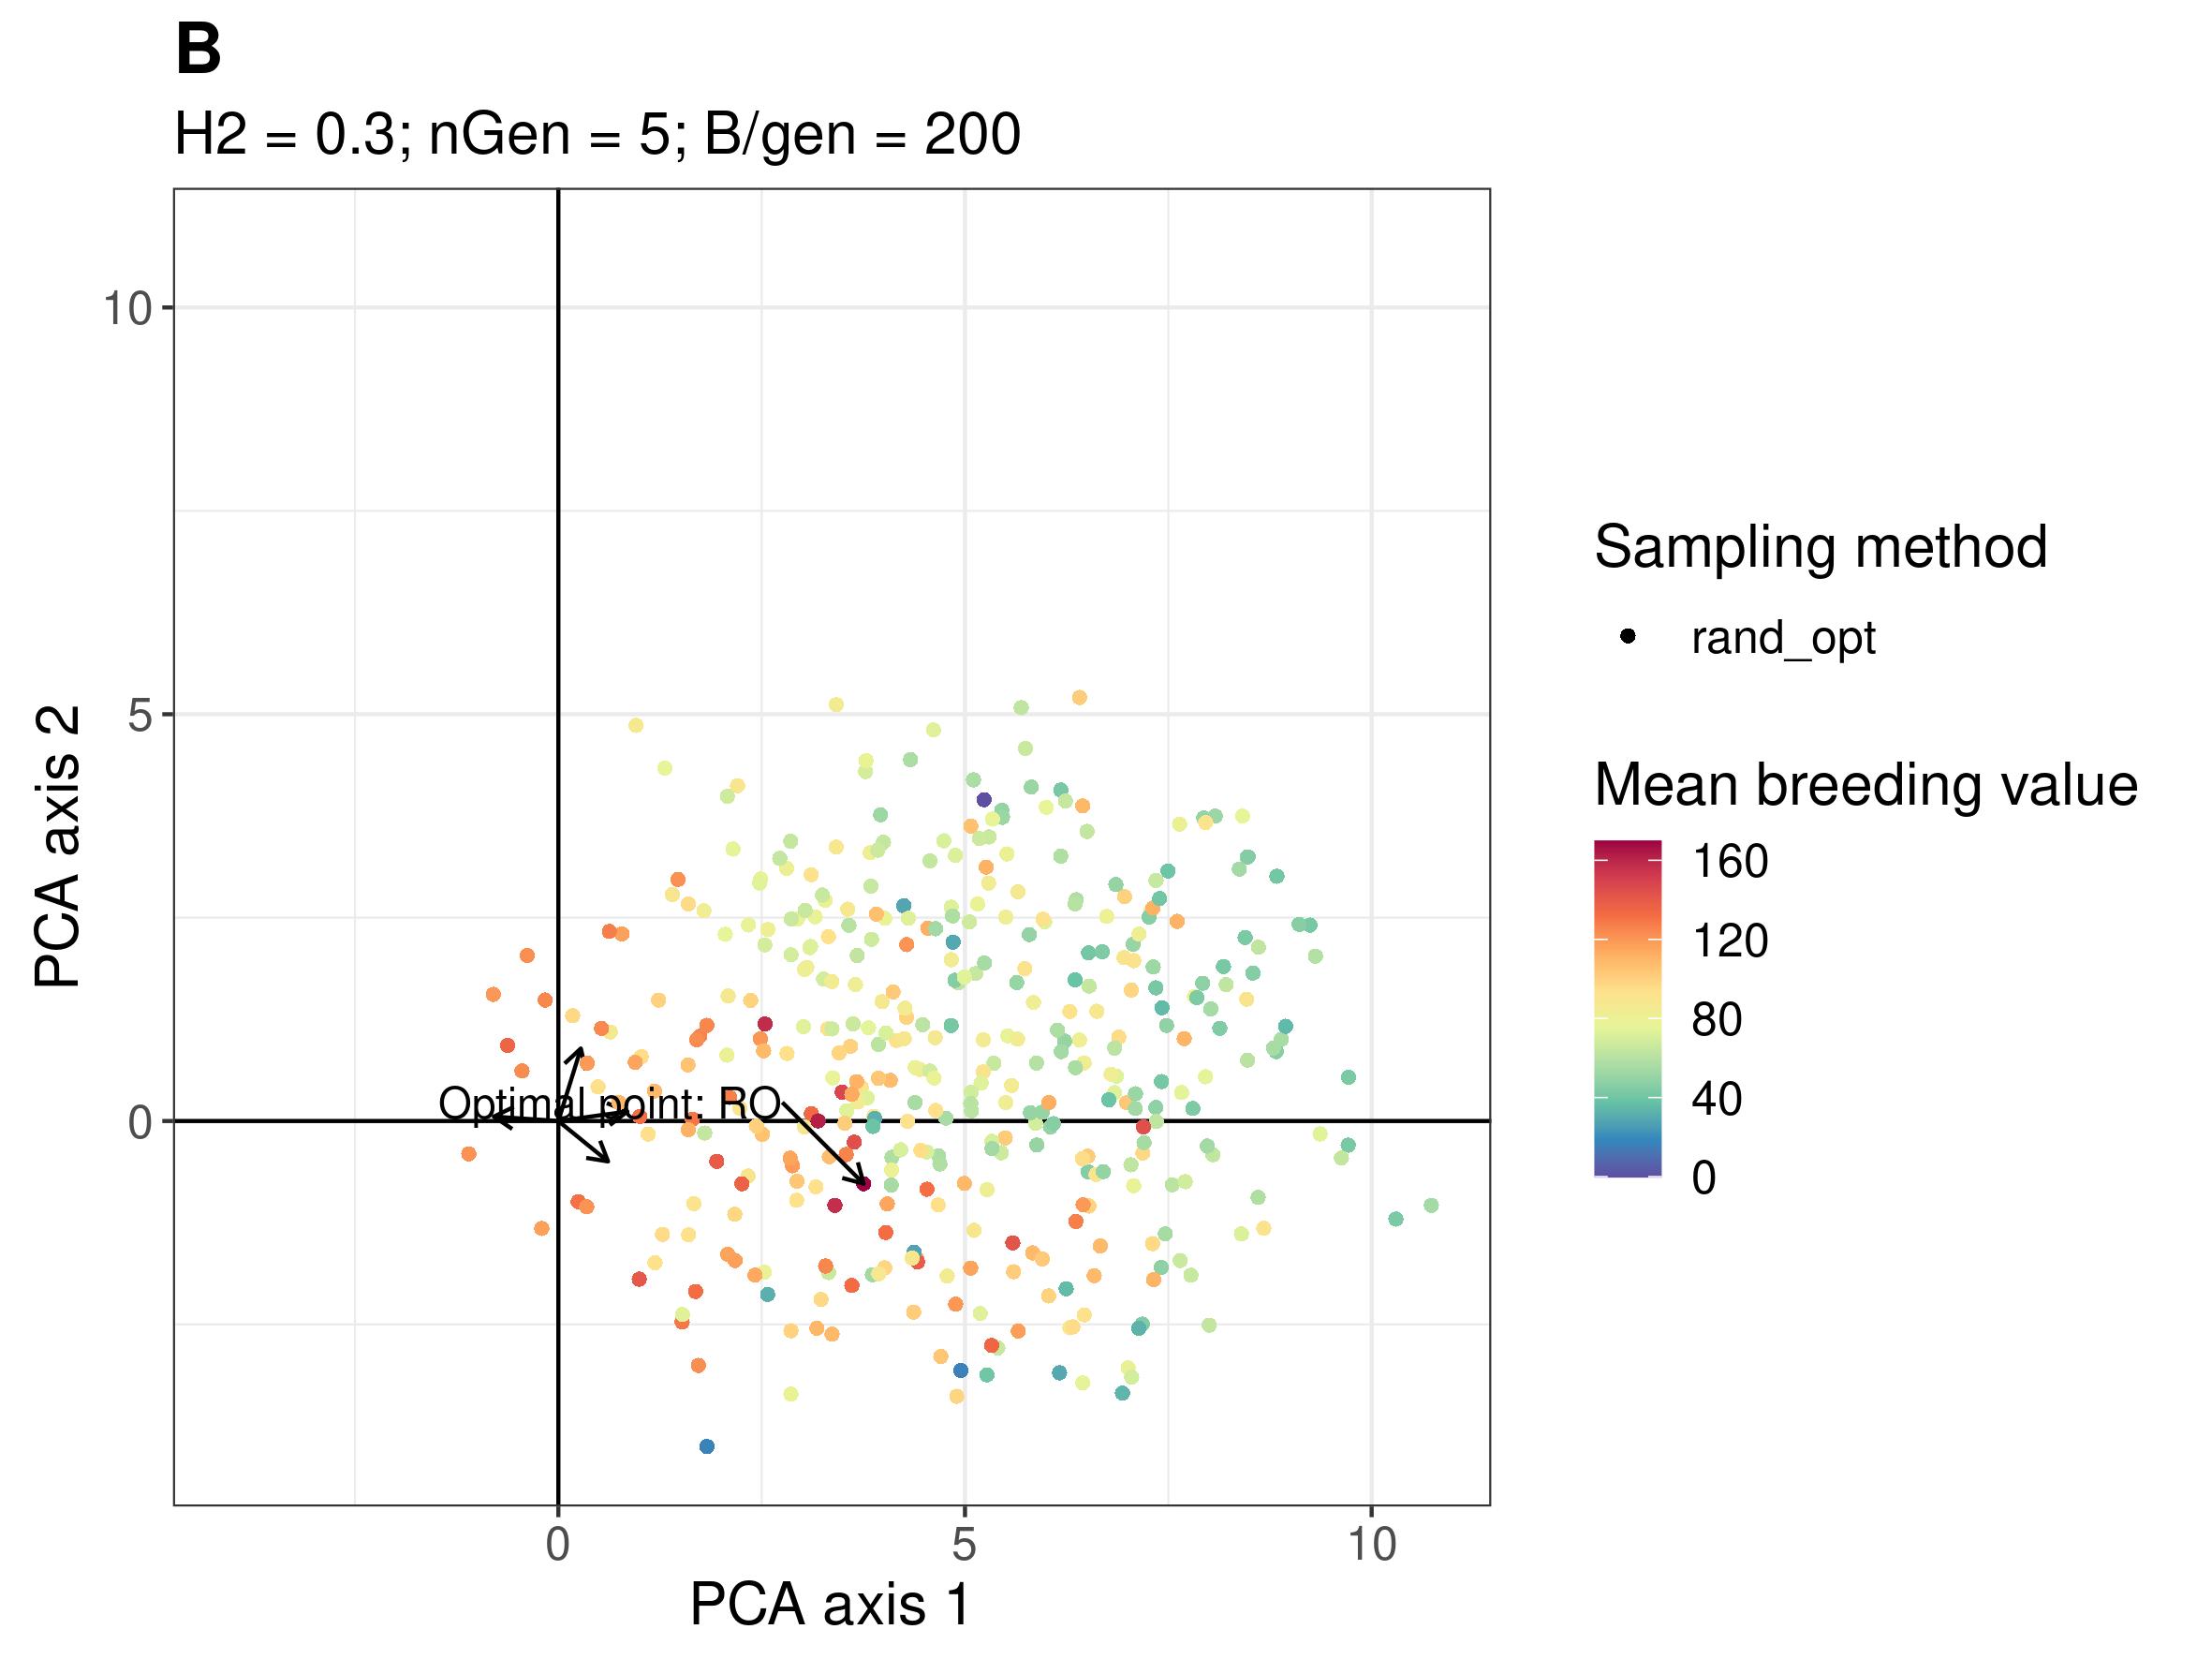 B
H2 = 0.3; nGen = 5; B/gen = 200
10
5
0
PCA axis 2
Optimal point: RO
0 5 10
PCA axis 1
Sampling method
rand_opt
Mean breeding value
160
120
80
40
0